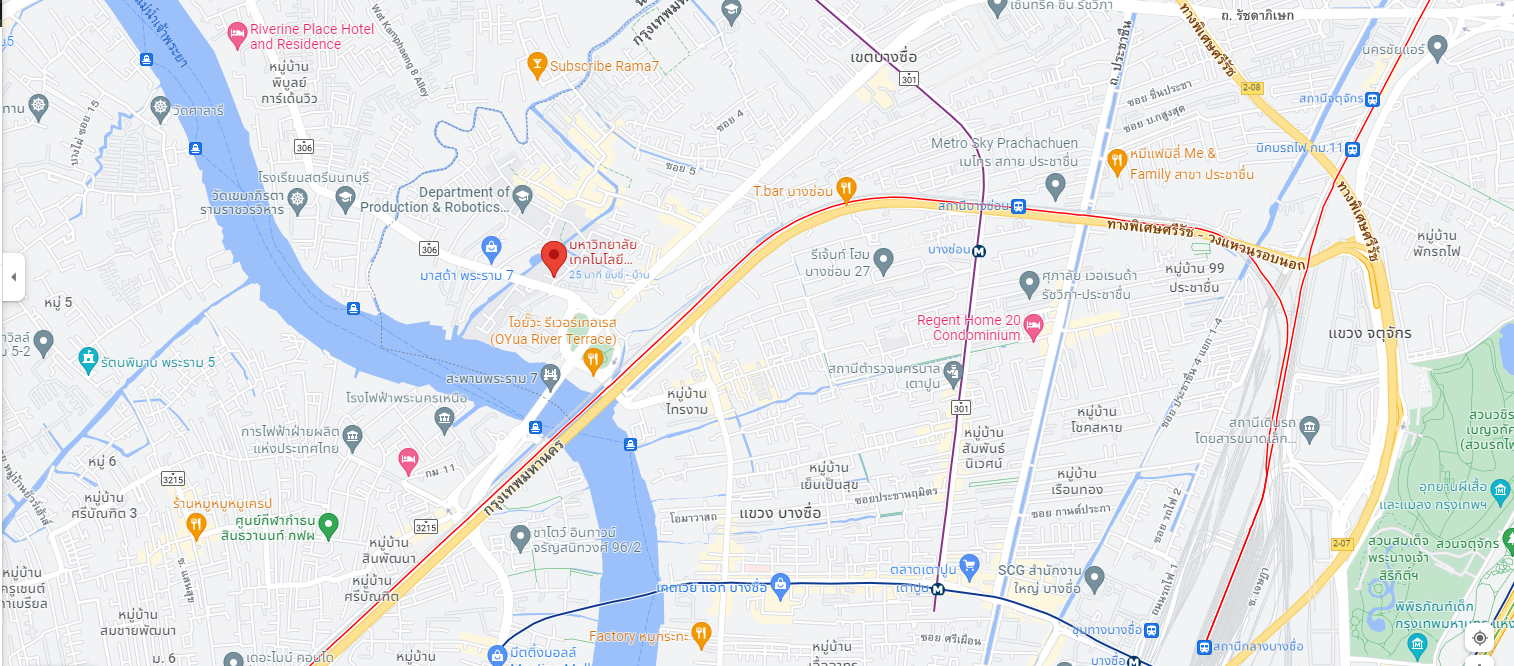 Riverine Place Hotel
and Residence
หมู่บ้าน
พิบูลย์
การ์เด้นวิว
Wat Kamphaeng 8 Alley
Subscribe Rama7
เขตบางซื่อ
301
ถ. รัชดาภิเษก
ถ. ประชาชื่น
ทางพิเศษศรีรัช
นครชัยแอร์
2-08
สถานีจตุจักร
ซอย ชินประชา
ซอย บ.กสูงสุด
นิคมรถไฟ กม.11
แม่น้ำเจ้าพระยา
บางไผ่ ซอย 15
วัดศาลารี
306
ซอย 4
ซอย 5
Metro Sky Prachachuen
เมโทร สกาย ประชาชื่น
หมีแฟมิลี่ Me &
Family สาขา ประชาชื่น
โรงเรียนสตรีนนทบุรี
วัดเขมาภิรตา
รามราชวรวิหาร
Department of
Production & Robotics...
T.bar บางซ่อน
สถานีบางซ่อน
ทางพิเศษศรีรัช - วงแหวนรอบนอก
ทางพิเศษศรีรัช
หมู่บ้าน
พักรถไฟ
306
มาสด้า พระราม 7
มหาวิทยาลัย
เทคโนโลยี...
25 นาที ขับขี่ - บ้าน
รีเจ้นท์ โฮม
บางซ่อน 27
บางซ่อน
ศุภาลัย เวอเรนด้า
รัชวิภา-ประชาชื่น
หมู่บ้าน 99
ประชาชื่น
หมู่ 5
รัตนพิมาน พระราม 5
โอยั๊วะ ริเวอร์เทอเรส
(OYua River Terrace)
Regent Home 20
Condominium
แขวง จตุจักร
สะพานพระราม 7
โรงไฟฟ้าพระนครเหนือ
หมู่บ้าน
ไทรงาม
สถานีตำรวจนครบาล
เตาปูน
301
ซอย ประชาชื่น 4 แยก 1-4
หมู่บ้าน
โชคสหาย
การไฟฟ้าฝ่ายผลิต
แห่งประเทศไทย
กม. 11
หมู่ 6
3215
หมู่บ้าน
ศรีบัณฑิต 3
ร้านหมูหมูหมูเครป
ศูนย์กีฬากำธน
สินธวานนท์ กฟผ
3215
กรุงเทพมหานคร
หมู่บ้าน
เย็นเป็นสุข
หมู่บ้าน
สัมพันธ์
นิเวศน์
หมู่บ้าน
เรือนทอง
สถานีเดินรถ
โดยสารขนาดเล็ก...
ซอยประชานฤมิตร
ซอย กานต์ประภา
ซอย รถไฟ 2
โอมาวาสถ
แขวง บางซื่อ
อุทยานผีเสื้อ
และแมลง กรุงเทพฯ
หมู่บ้าน
สินพัฒนา
ชาโตว์ อินทาวน์
จรัญสนิทวงศ์ 96/2
หมู่บ้าน
ศรีบัณฑิต
ซ. แสนสุข
หมู่บ้าน
สมชายพัฒนา
2-07
สวนสมเด็จ
พระนางเจ้า
สิริกิติ์ฯ
สวนจตุจักร
เกตเวย์ แอท บางซื่อ
ตลาดเตาปูน
เตาปูน
SCG สำนักงาน
ใหญ่ บางซื่อ
ถนนรถไฟ 1
ซ. เจษฎา
พิพิธภัณฑ์เด็ก
Factory หมูกระทะ
ซอย ศรีเผื่อน
ชุมทางบางซื่อ
สถานีกลางบางซื่อ
ม. 6
เดอะไนน์ คอนโด
หมู่บ้าน
มีตติ้งมอลล์
หมู่บ้าน
บางซื่อ